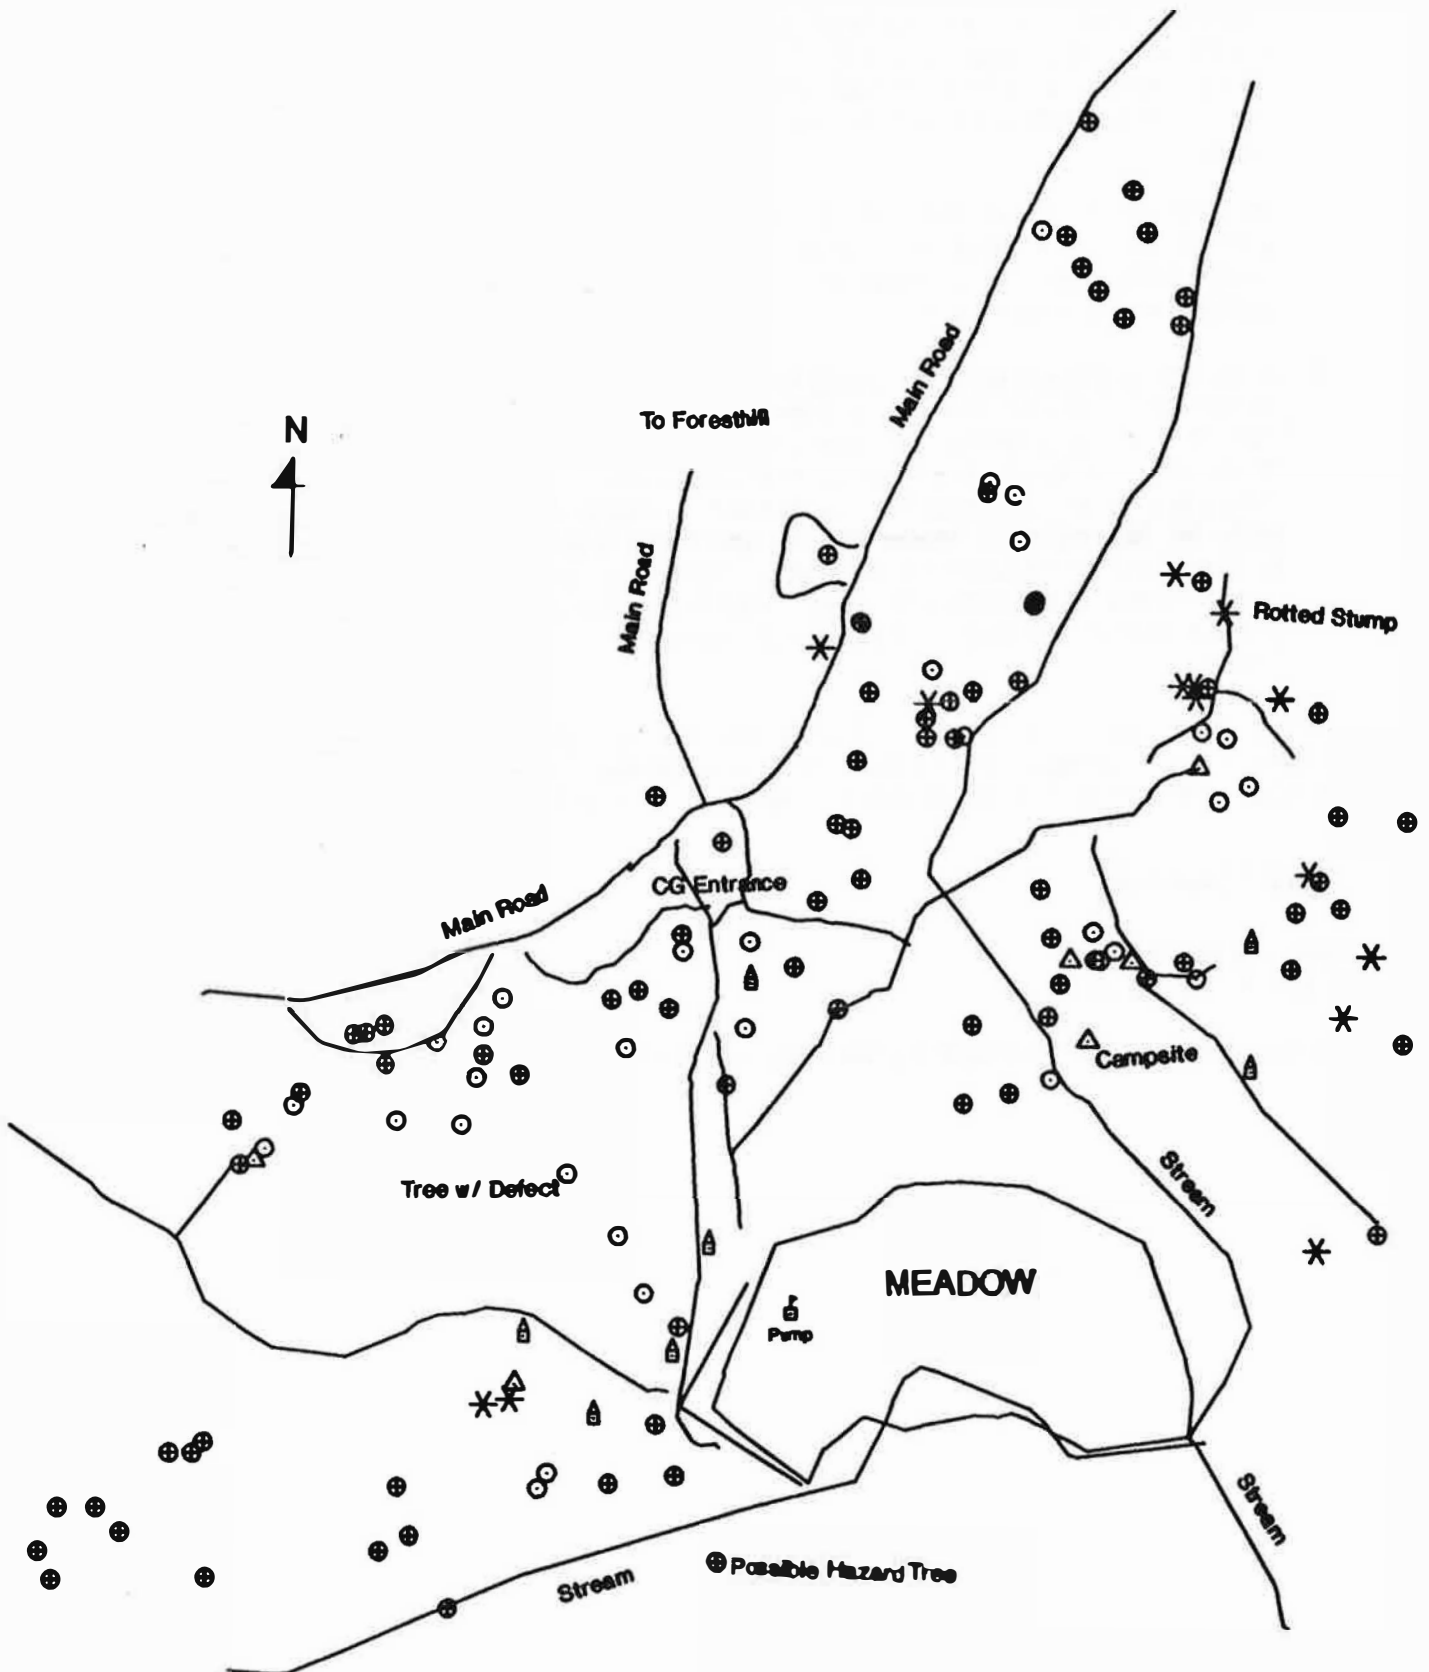 Main Road
To Foresthill
N
Main Road
Rotted Stump
CG Entrance
Main Road
Campsite
Tree w/ Defect
Stream
MEADOW
Pump
Stream
Possible Hazard Tree
Stream